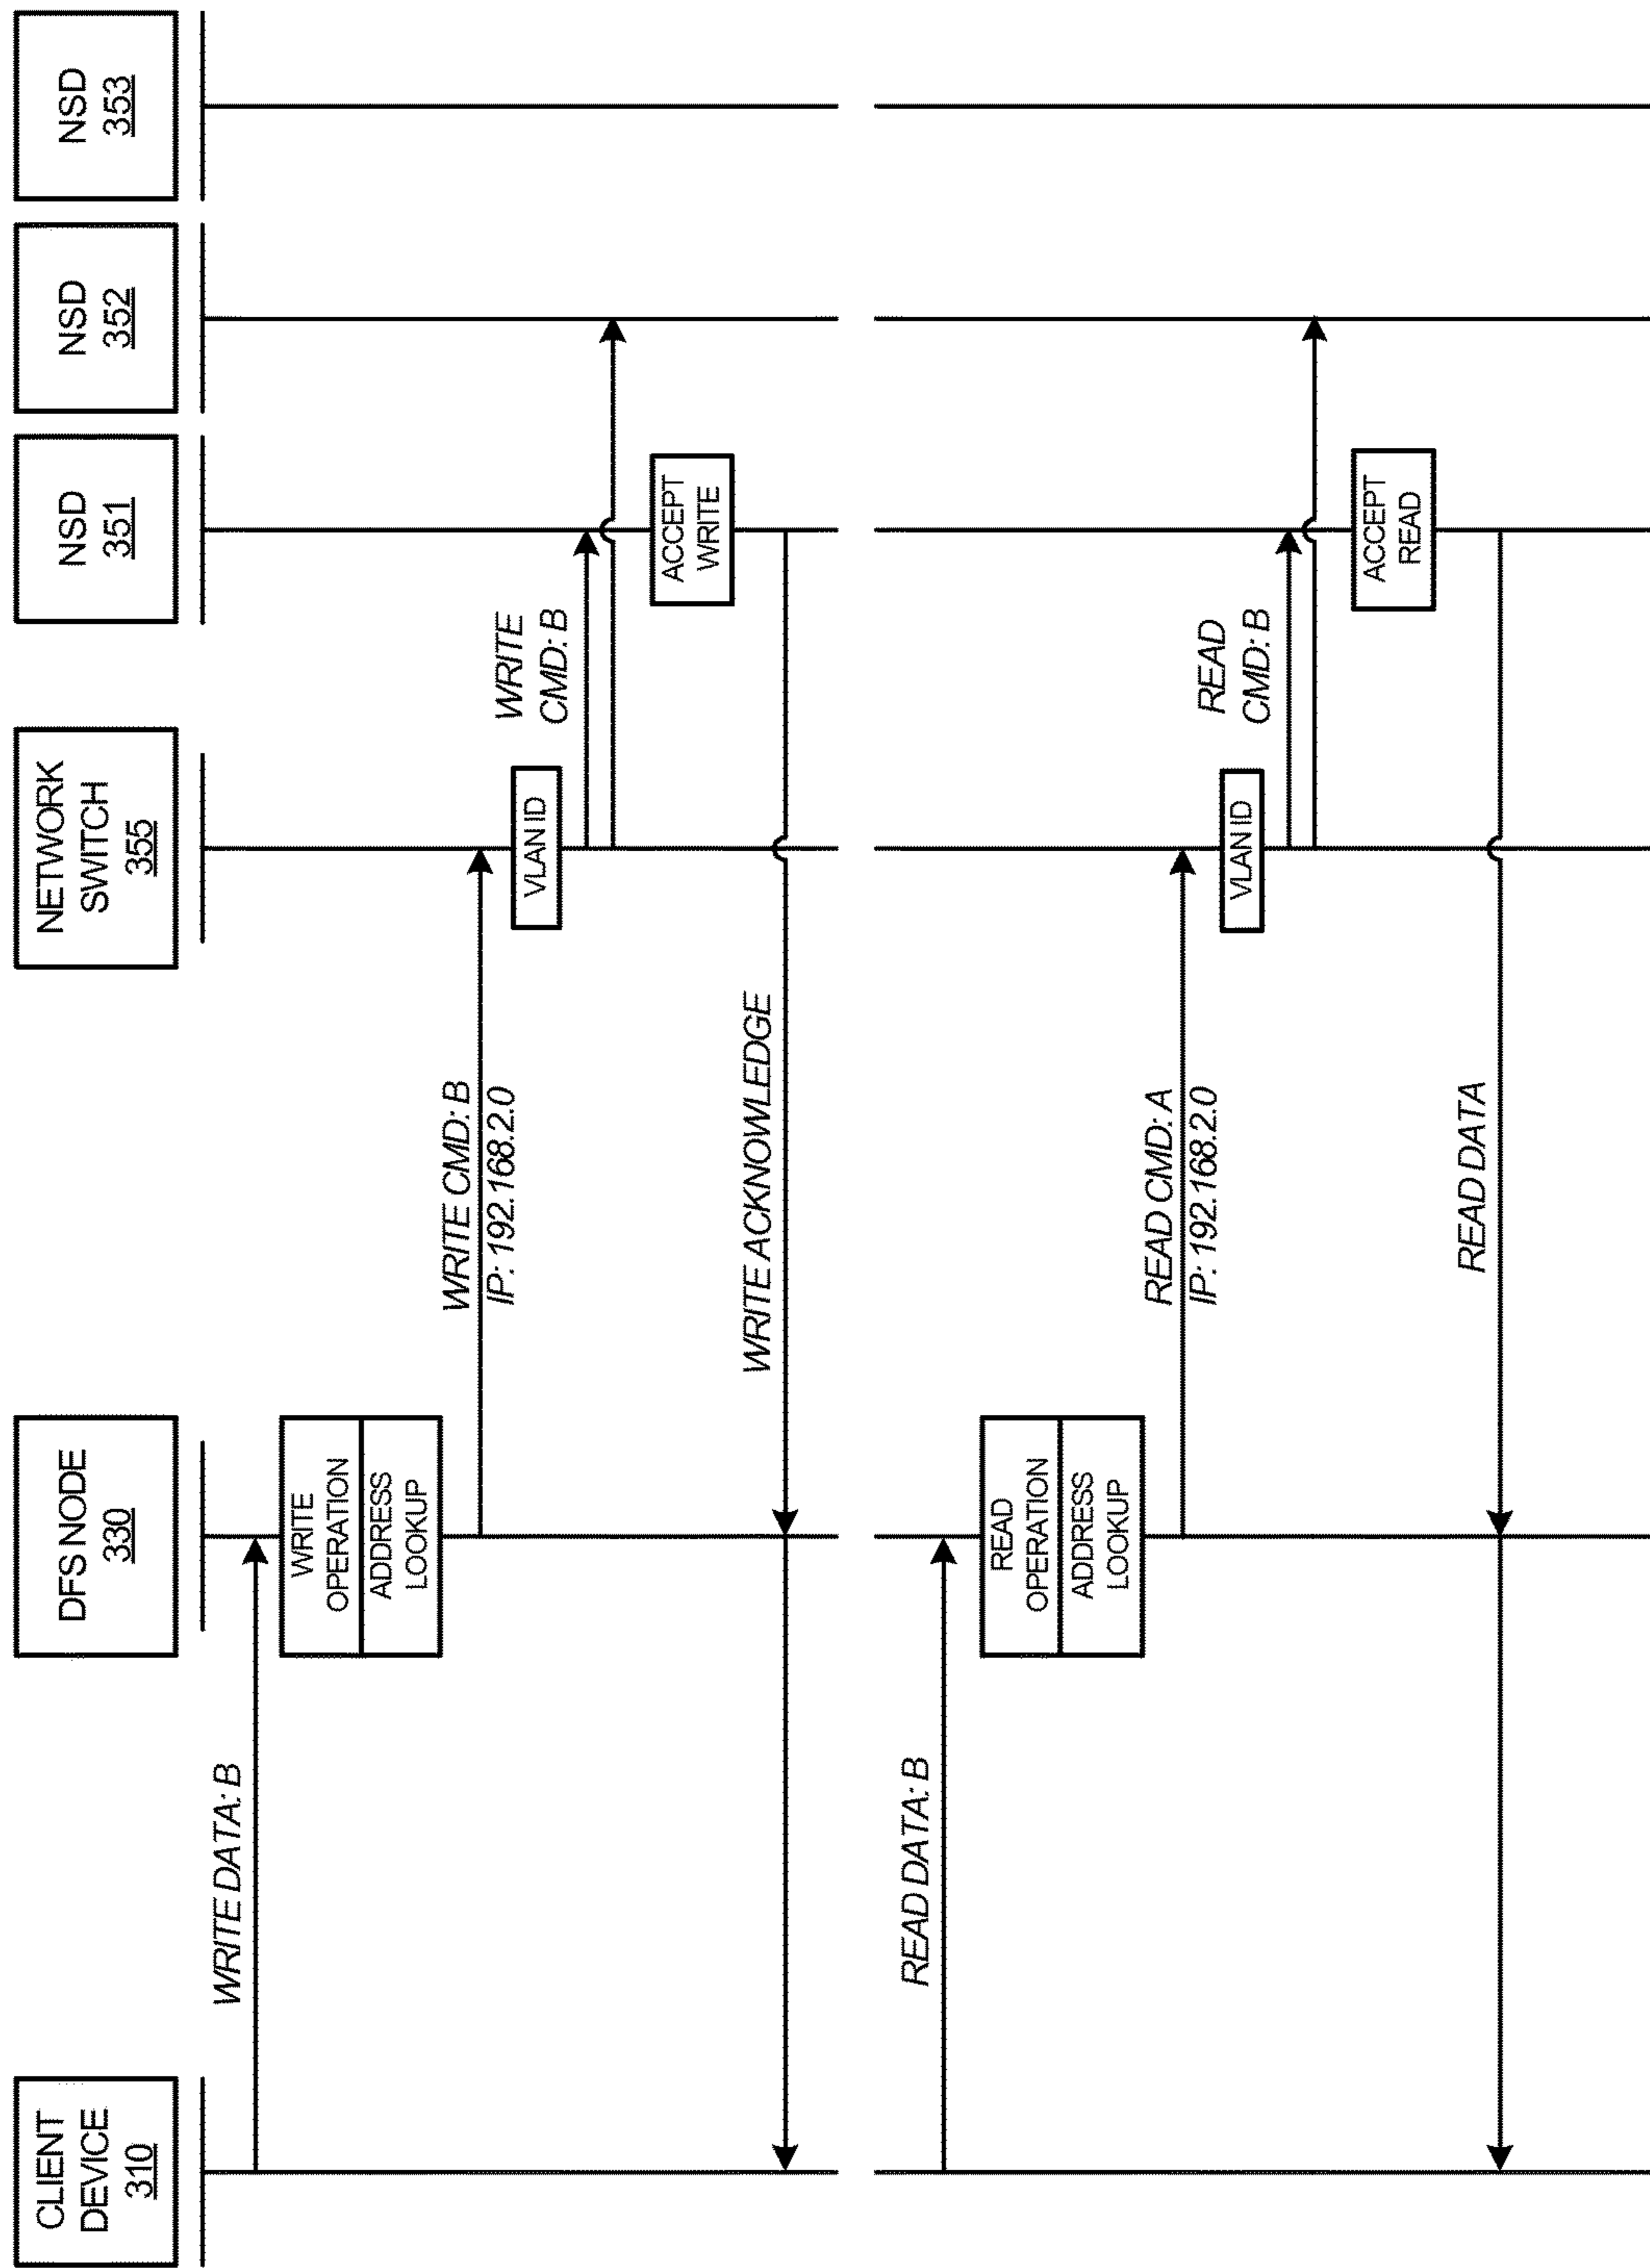 CLIENT
DEVICE
310
DFS NODE
330
NETWORK
SWITCH
355
NSD
351
NSD
352
NSD
353
WRITE DATA: B
WRITE
OPERATION
ADDRESS
LOOKUP
WRITE CMD: B
IP: 192.168.2.0
VLAN ID
WRITE
CMD: B
ACCEPT
WRITE
WRITE ACKNOWLEDGE
READ DATA: B
READ
OPERATION
ADDRESS
LOOKUP
READ CMD: A
IP: 192.168.2.0
VLAN ID
READ
CMD: B
ACCEPT
READ
READ DATA